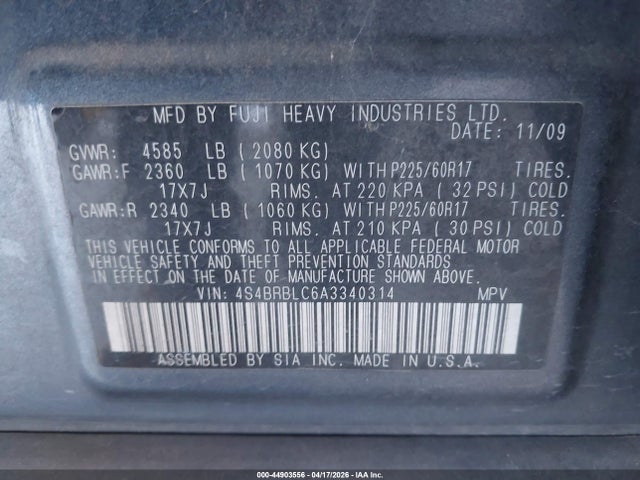 MFD BY FUJI HEAVY INDUSTRIES LTD.
DATE: 11/09
GVWR: 4585 LB ( 2080 KG)
GAWR:F 2360 LB ( 1070 KG) WITHP225/60R17 TIRES.
17X7J RIMS. AT 220 KPA ( 32 PSI) COLD
GAWR:R 2340 LB ( 1060 KG) WITHP225/60R17 TIRES.
17X7J RIMS. AT 210 KPA ( 30 PSI) COLD
THIS VEHICLE CONFORMS TO ALL APPLICABLE FEDERAL MOTOR
VEHICLE SAFETY AND THEFT PREVENTION STANDARDS
IN EFFECT ON THE DATE OF MANUFACTURE SHOWN ABOVE.
VIN: 4S4BRBLC6A3340314 MPV
ASSEMBLED BY SIA INC. MADE IN U.S.A.
000-44903556 - 04/17/2026 - IAA Inc.